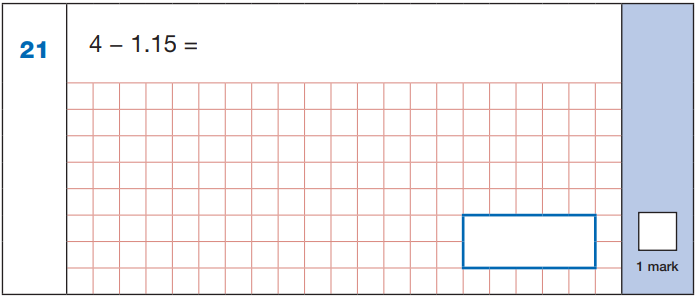 21
4 – 1.15 =
1 mark